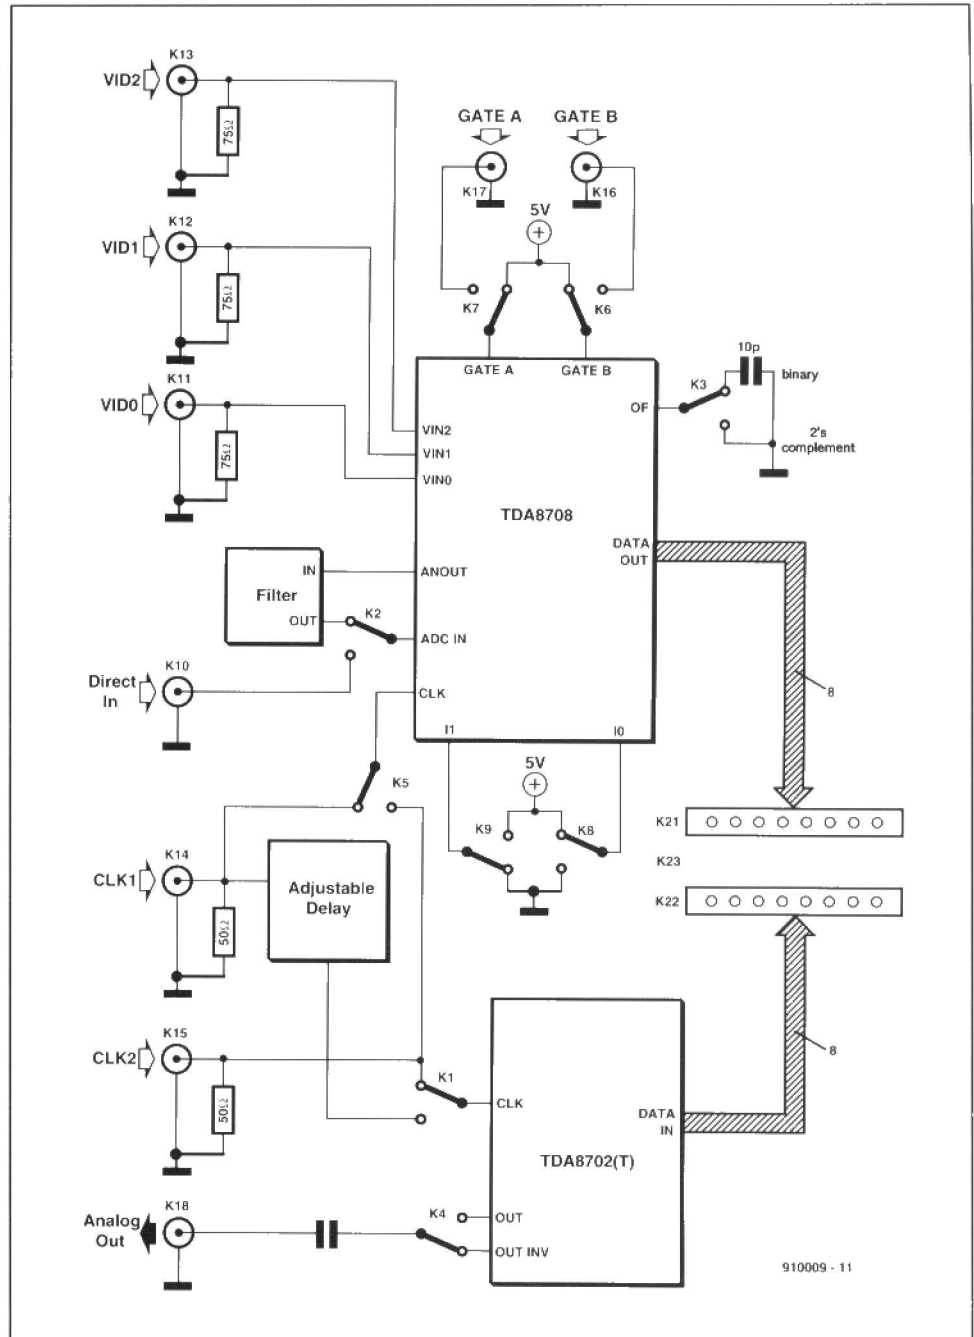 K13
VID2
75Ω
GATE A
GATE B
K17
K16
K12
VID1
5V
75Ω
K7
K6
10p
K11
GATE A
GATE B
K3
binary
VID0
OF
75Ω
VIN2
2's
complement
VIN1
VIN0
TDA8708
DATA
OUT
IN
ANOUT
Filter
K2
OUT
ADC IN
K10
Direct
In
CLK
8
I1
I0
5V
K5
K9
K8
K21
K14
K23
CLK1
Adjustable
Delay
K22
50Ω
K15
8
CLK2
K1
CLK
50Ω
DATA
IN
TDA8702(T)
K18
Analog
Out
K4
OUT
OUT INV
910009 - 11